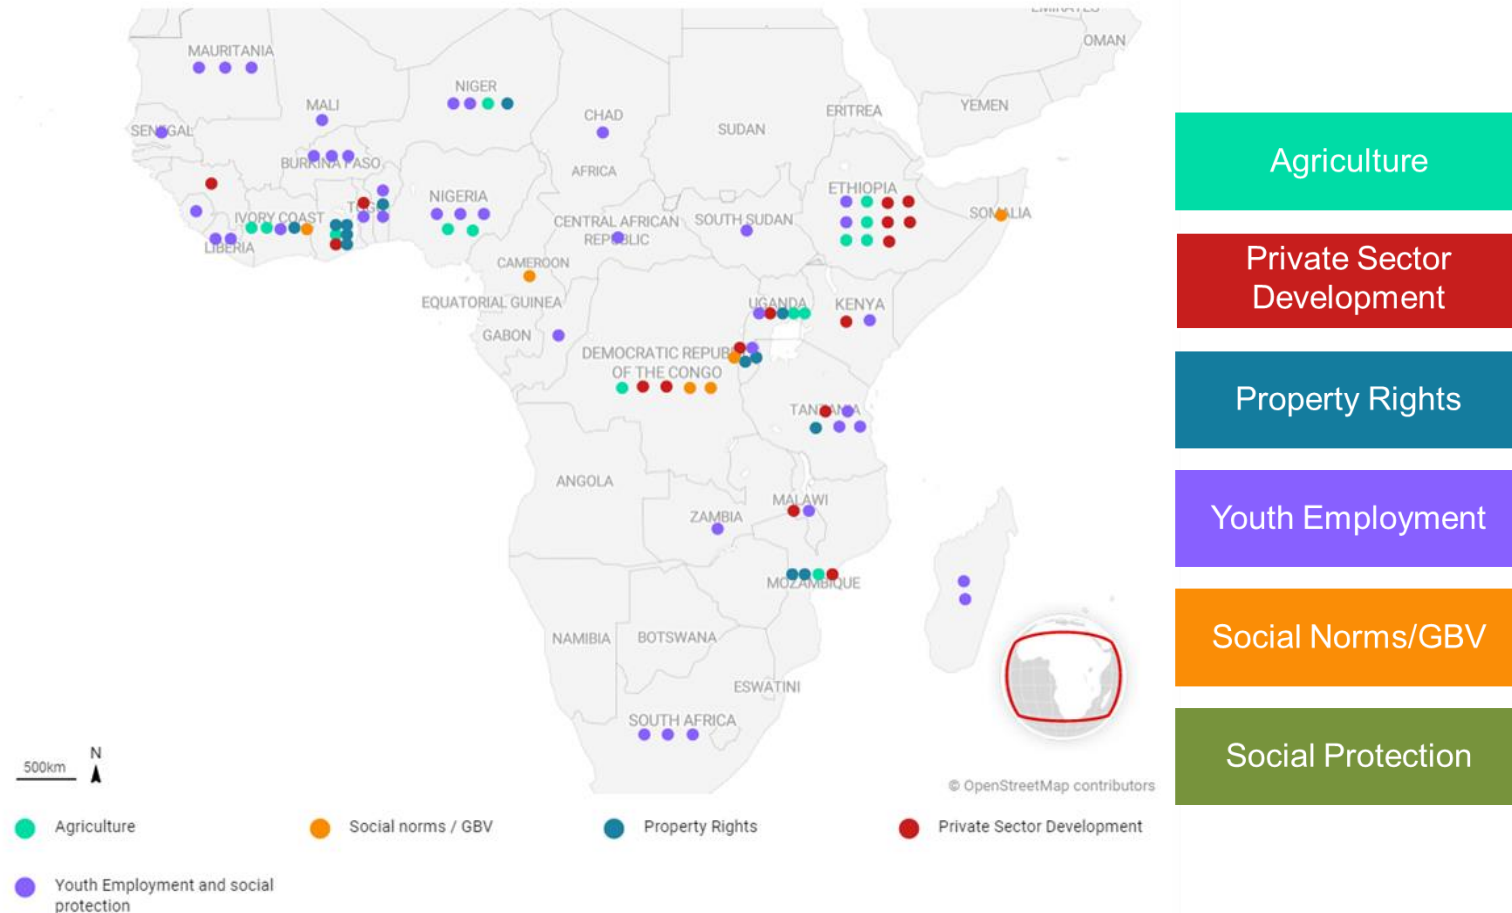 EMIRATES
OMAN
MAURITANIA
NIGER
MALI
CHAD
ERITREA
YEMEN
SENEGAL
SUDAN
BURKINA FASO
AFRICA
ETHIOPIA
NIGERIA
IVORY COAST
TOGO
SOMALIA
CENTRAL AFRICAN
REPUBLIC
SOUTH SUDAN
LIBERIA
CAMEROON
EQUATORIAL GUINEA
UGANDA
KENYA
GABON
DEMOCRATIC REPUB
OF THE CONGO
TANZANIA
ANGOLA
MALAWI
ZAMBIA
MOZAMBIQUE
NAMIBIA
BOTSWANA
ESWATINI
SOUTH AFRICA
500km
N
© OpenStreetMap contributors
Agriculture
Social norms / GBV
Property Rights
Private Sector Development
Youth Employment and social
protection
Agriculture
Private Sector
Development
Property Rights
Youth Employment
Social Norms/GBV
Social Protection